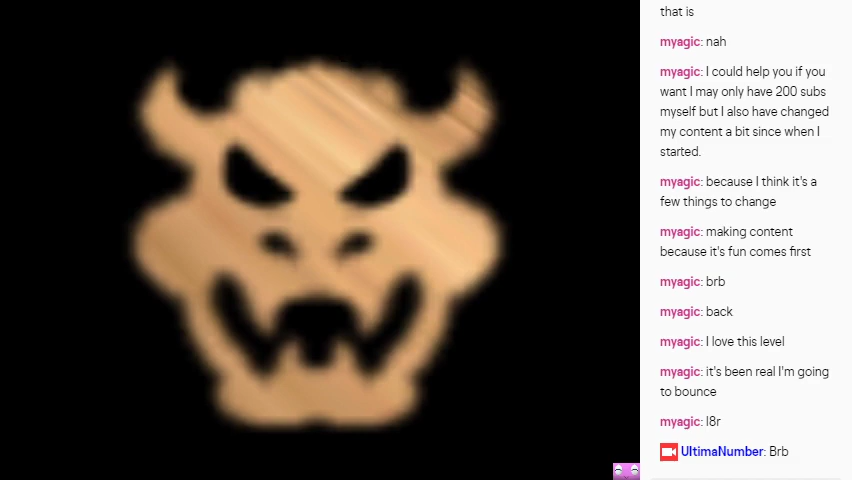 that is
myagic: nah
myagic: I could help you if you
want I may only have 200 subs
myself but I also have changed
my content a bit since when I
started.
myagic: because I think it's a
few things to change
myagic: making content
because it's fun comes first
myagic: brb
myagic: back
myagic: I love this level
myagic: it's been real I'm going
to bounce
myagic: l8r
UltimaNumber: Brb